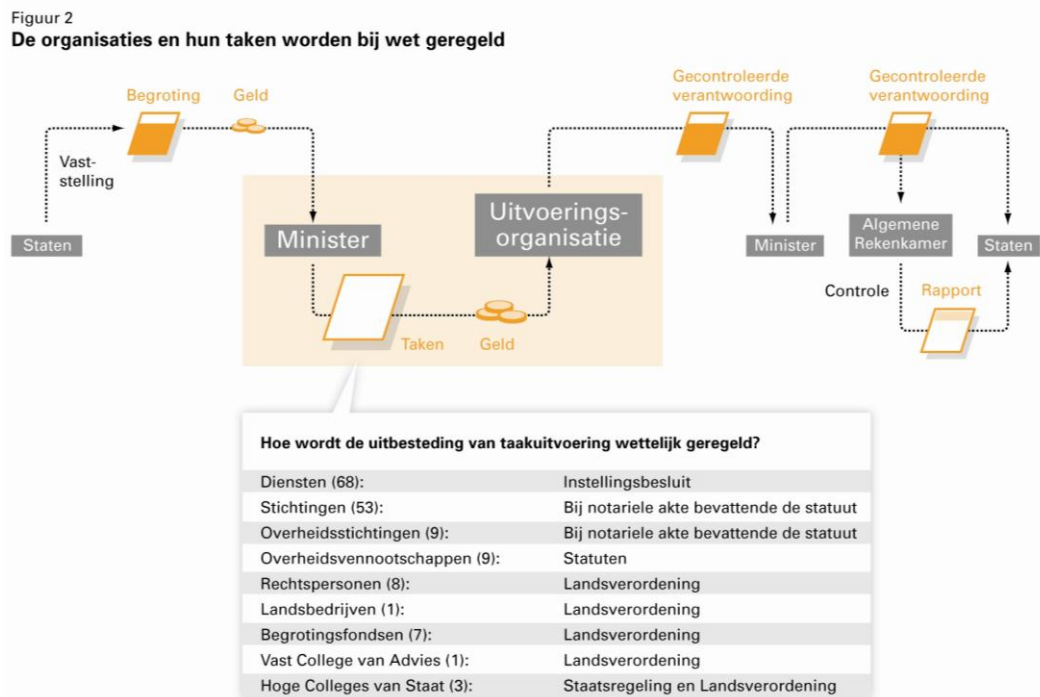 Figuur 2
De organisaties en hun taken worden bij wet geregeld
Begroting
Geld
Vast-
stelling
Staten
Minister
Taken
Geld
Uitvoerings-
organisatie
Gecontroleerde
verantwoording
Minister
Gecontroleerde
verantwoording
Algemene
Rekenkamer
Staten
Controle
Rapport
Hoe wordt de uitbesteding van taakuitvoering wettelijk geregeld?
Diensten (68): Instellingsbesluit
Stichtingen (53): Bij notariele akte bevattende de statuut
Overheidsstichtingen (9): Bij notariele akte bevattende de statuut
Overheidsvennootschappen (9): Statuten
Rechtspersonen (8): Landsverordening
Landsbedrijven (1): Landsverordening
Begrotingsfondsen (7): Landsverordening
Vast College van Advies (1): Landsverordening
Hoge Colleges van Staat (3): Staatsregeling en Landsverordening